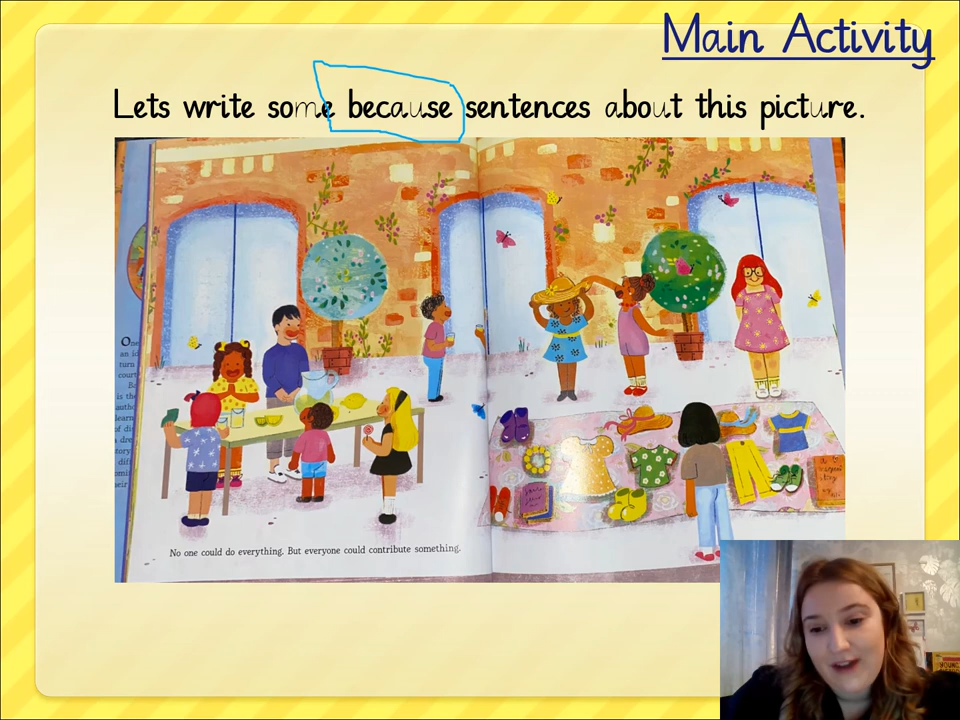 Main Activity
Lets write some because sentences about this picture.
No one could do everything. But everyone could contribute something.